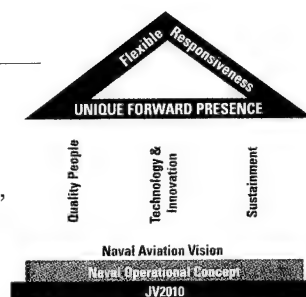 Flexible
Responsiveness
UNIQUE FORWARD PRESENCE
Quality People
Technology &
Innovation
Sustainment
,
Naval Aviation Vision
Naval Operational Concept
JV2010